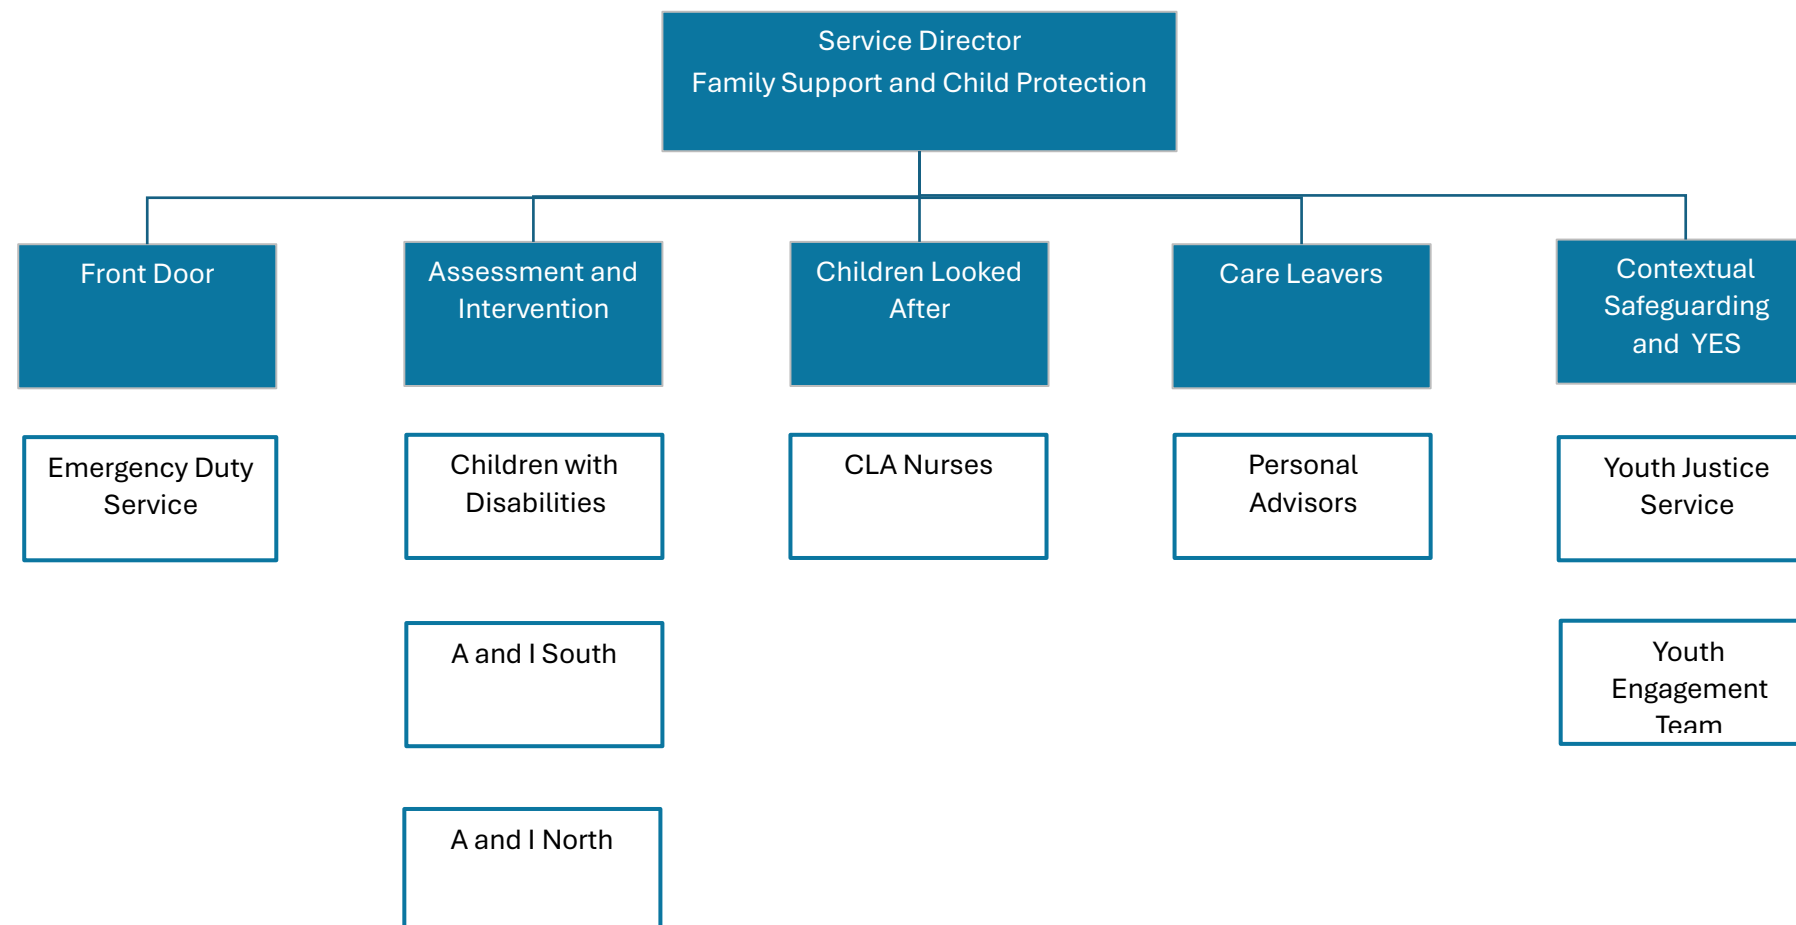 Service Director
Family Support and Child Protection
Front Door
Assessment and
Intervention
Children Looked
After
Care Leavers
Contextual
Safeguarding
and YES
Emergency Duty
Service
Children with
Disabilities
CLA Nurses
Personal
Advisors
Youth Justice
Service
A and I South
Youth
Engagement
Team
A and I North